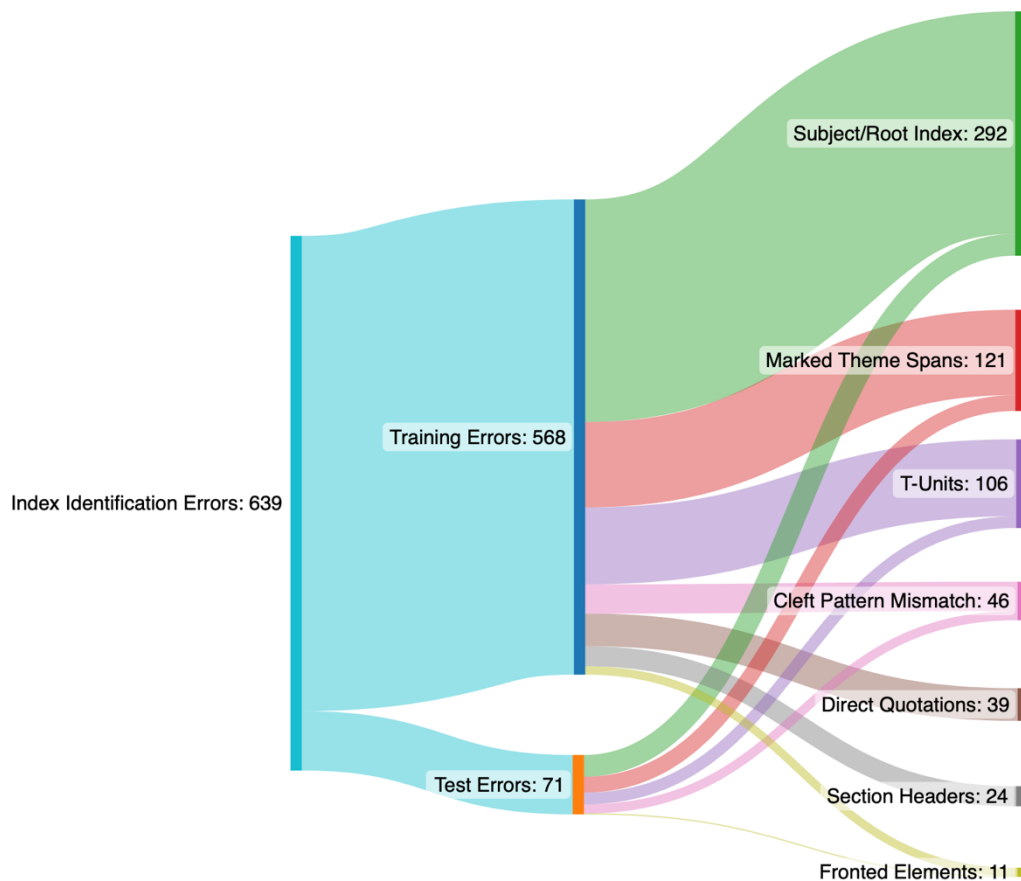 Subject/Root Index: 292
Marked Theme Spans: 121
Training Errors: 568
T-Units: 106
Index Identification Errors: 639
Cleft Pattern Mismatch: 46
Direct Quotations: 39
Test Errors: 71
Section Headers: 24
Fronted Elements: 11